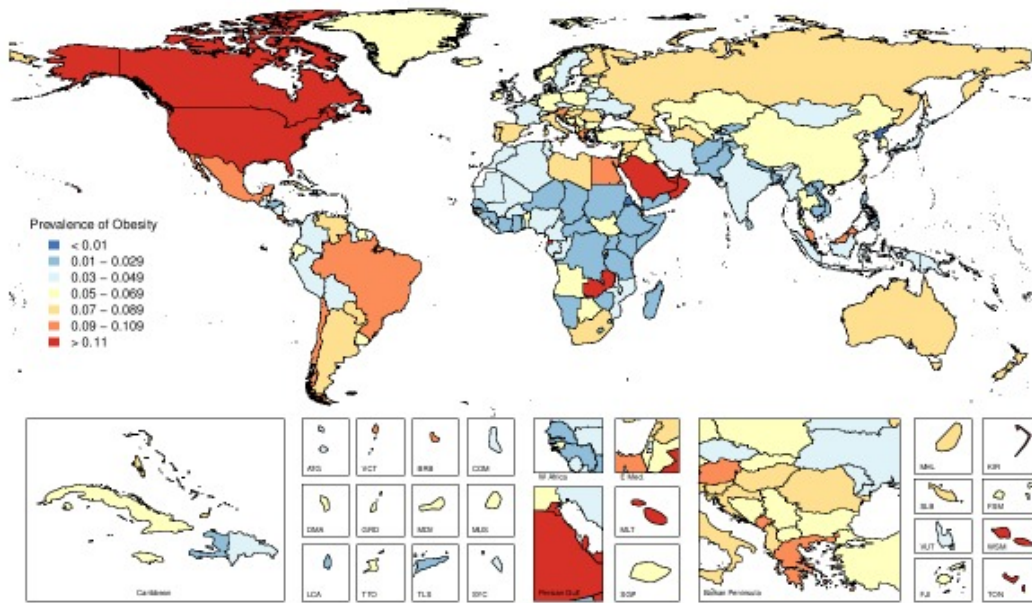 Prevalence of Obesity
< 0.01
0.01 – 0.029
0.03 – 0.049
0.05 – 0.069
0.07 – 0.089
0.09 – 0.109
> 0.11
Caribbean
ATG VCT BRB COM
DMA GRD MDV MUS
LCA TTO TLS SYC
W Africa E Med.
Persian Gulf
MLT
SGP
Balkan Peninsula
MHL KIR
SLB FSM
VUT WSM
FJI TON